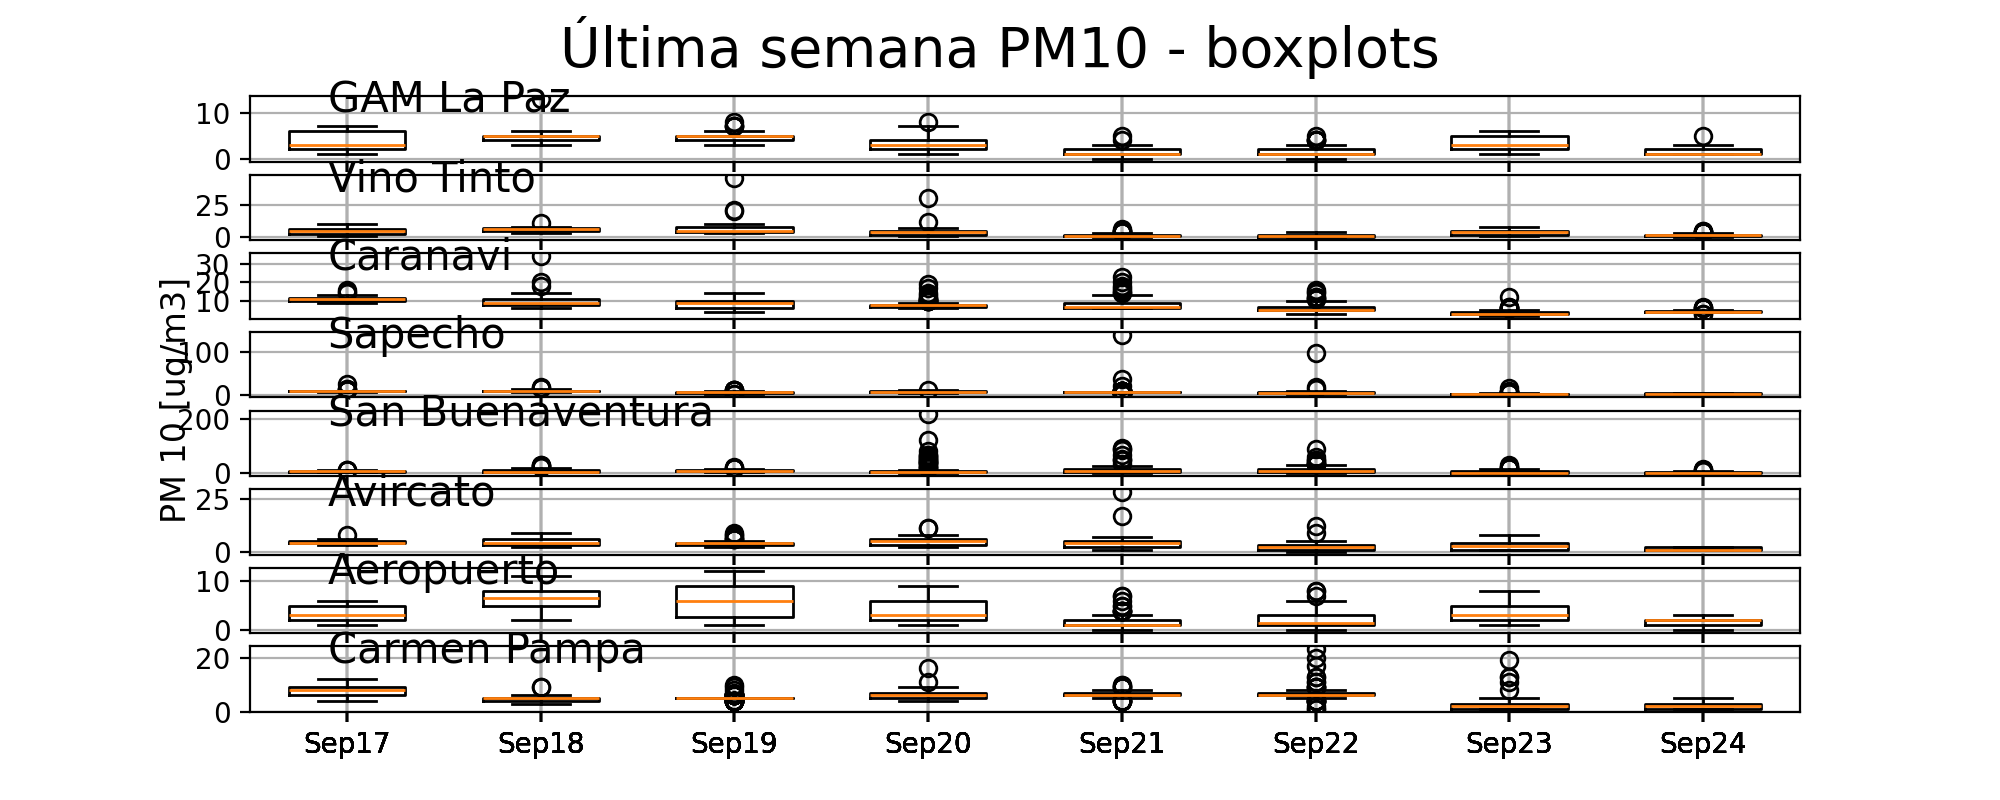 Última semana PM10 - boxplots
GAM La Paz
10
0
Vino Tinto
25
0
Caranavi
30
20
10
Sapecho
100
0
San Buenaventura
200
0
Avircato
25
0
Aeropuerto
10
0
Carmen Pampa
20
0
PM 10 [ug/m3]
Sep17 Sep18 Sep19 Sep20 Sep21 Sep22 Sep23 Sep24